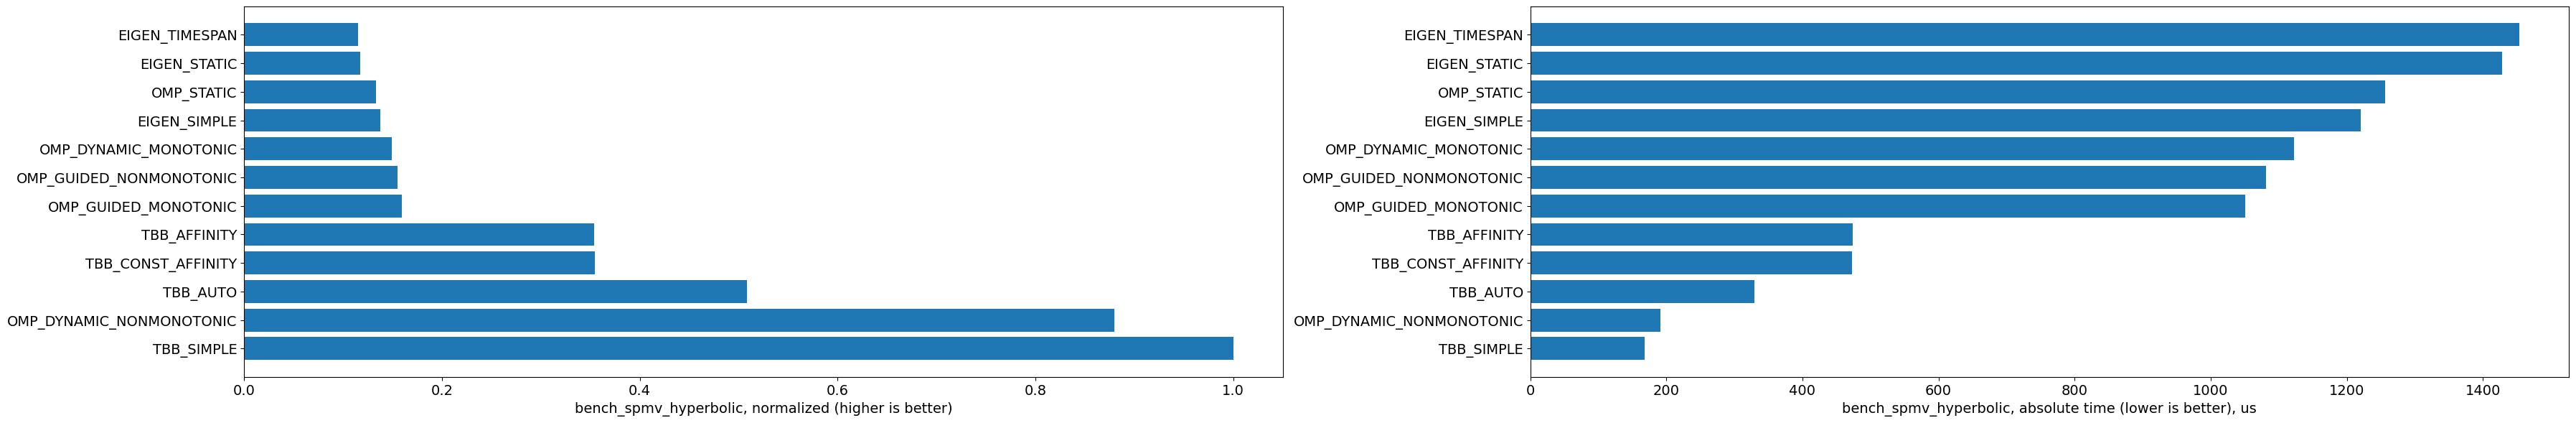 EIGEN_TIMESPAN
EIGEN_STATIC
OMP_STATIC
EIGEN_SIMPLE
OMP_DYNAMIC_MONOTONIC
OMP_GUIDED_NONMONOTONIC
OMP_GUIDED_MONOTONIC
TBB_AFFINITY
TBB_CONST_AFFINITY
TBB_AUTO
OMP_DYNAMIC_NONMONOTONIC
TBB_SIMPLE
0.0 0.2 0.4 0.6 0.8 1.0
bench_spmv_hyperbolic, normalized (higher is better)
EIGEN_TIMESPAN
EIGEN_STATIC
OMP_STATIC
EIGEN_SIMPLE
OMP_DYNAMIC_MONOTONIC
OMP_GUIDED_NONMONOTONIC
OMP_GUIDED_MONOTONIC
TBB_AFFINITY
TBB_CONST_AFFINITY
TBB_AUTO
OMP_DYNAMIC_NONMONOTONIC
TBB_SIMPLE
0 200 400 600 800 1000 1200 1400
bench_spmv_hyperbolic, absolute time (lower is better), us